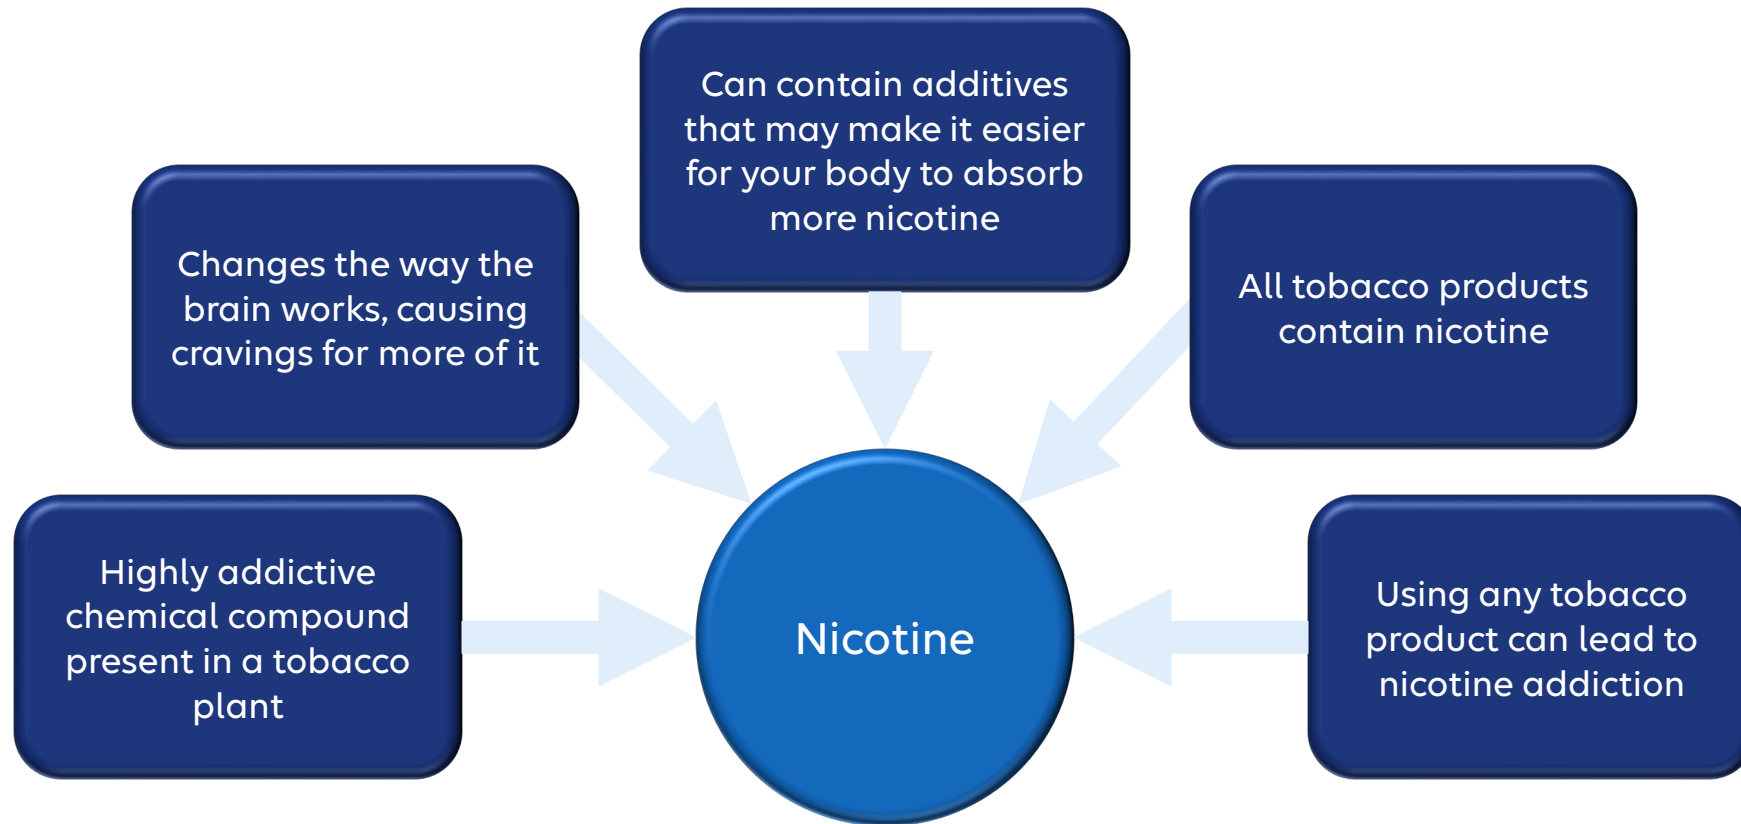 Can contain additives
that may make it easier
for your body to absorb
more nicotine
Changes the way the
brain works, causing
cravings for more of it
All tobacco products
contain nicotine
Highly addictive
chemical compound
present in a tobacco
plant
Nicotine
Using any tobacco
product can lead to
nicotine addiction